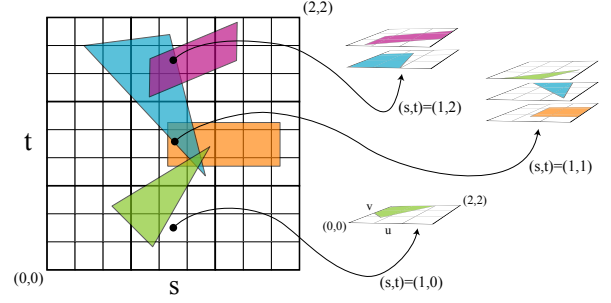 (2,2)
t
(0,0)
s
(s,t)=(1,2)
(s,t)=(1,1)
v
(2,2)
(0,0)
u
(s,t)=(1,0)